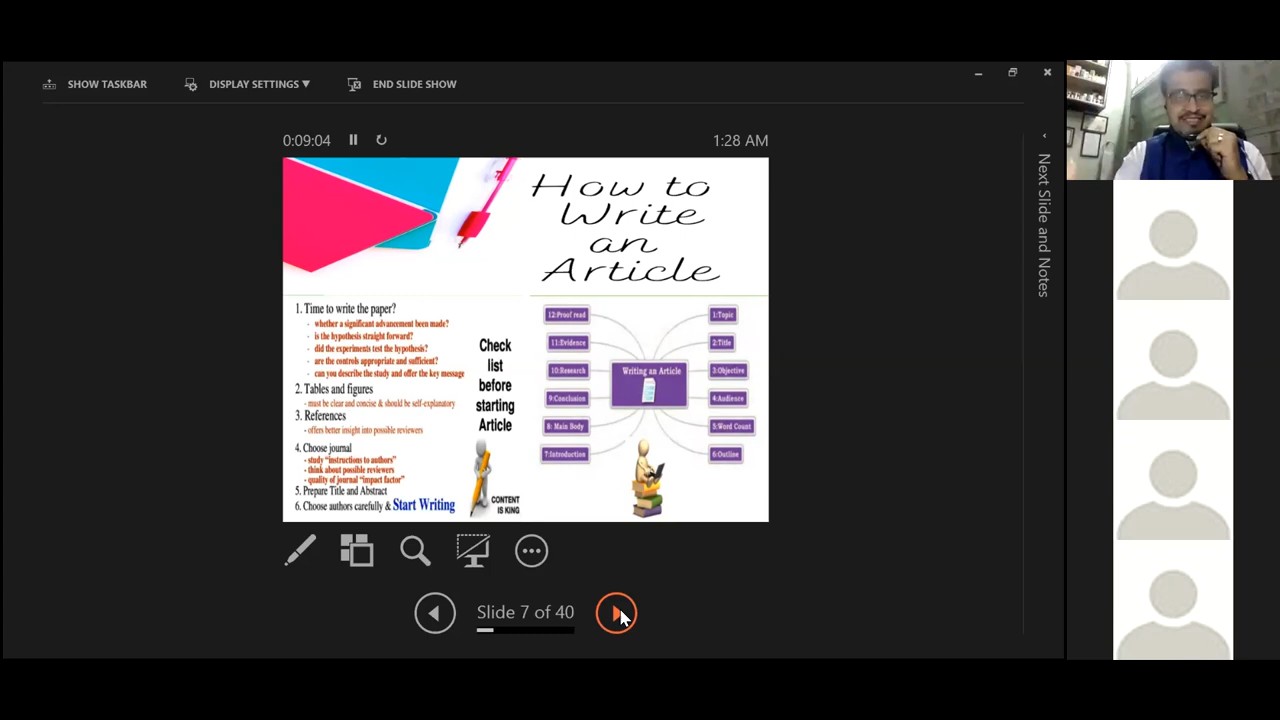 SHOW TASKBAR
DISPLAY SETTINGS ▼
END SLIDE SHOW
0:09:04
1:28 AM
How to
Write
an
Article
1. Time to write the paper?
- whether a significant advancement been made?
- is the hypothesis straight forward?
- did the experiments test the hypothesis?
- are the controls appropriate and sufficient?
- can you describe the study and offer the key message
2. Tables and figures
- must be clear and concise & should be self-explanatory
3. References
- offers better insight into possible reviewers
4. Choose journal
- study "instructions to authors"
- think about possible reviewers
- quality of journal "impact factor"
5. Prepare Title and Abstract
6. Choose authors carefully & Start Writing
Check
list
before
starting
Article
CONTENT
IS KING
Writing an Article
1:Topic
2:Title
3:Objective
4:Audience
5:Word Count
6:Outline
7:Introduction
8: Main Body
9:Conclusion
10:Research
11:Evidence
12:Proof read
Next Slide and Notes
Slide 7 of 40